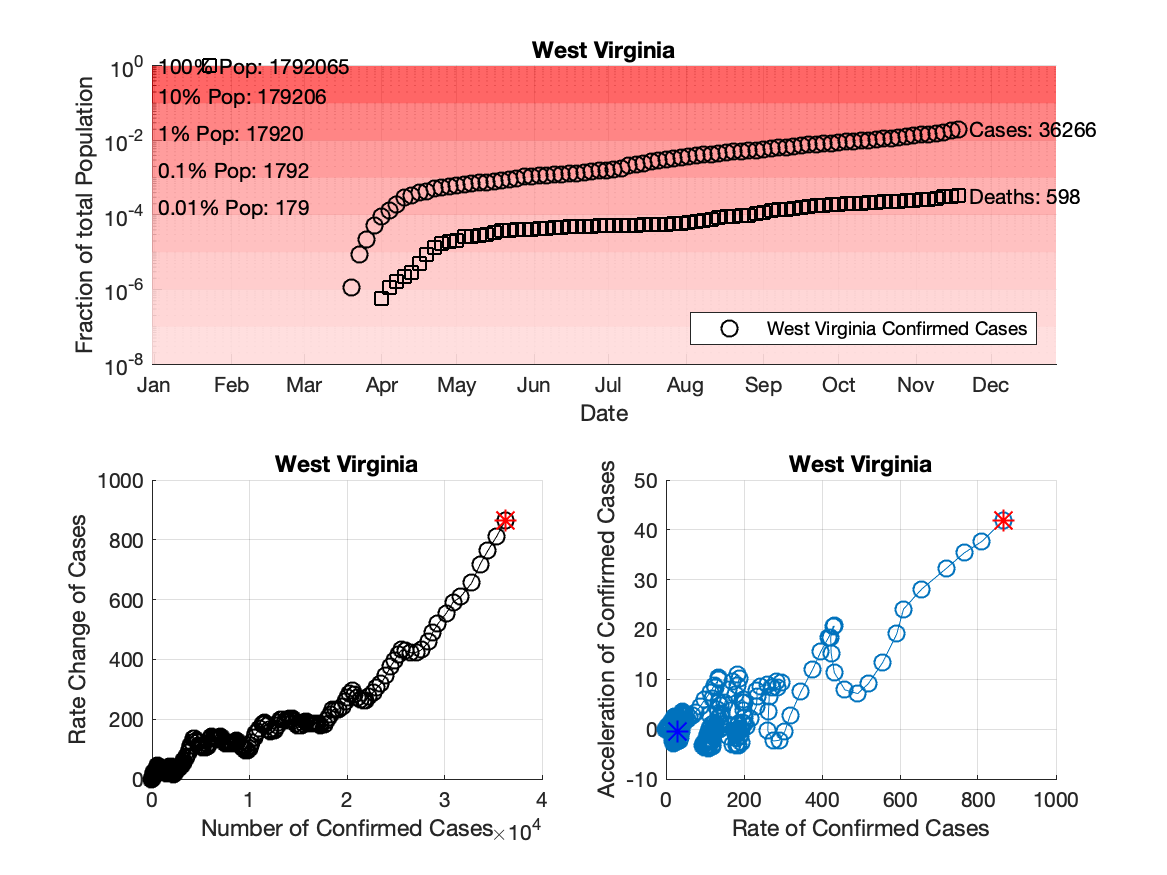 West Virginia
Fraction of total Population
10^0
10^-2
10^-4
10^-6
10^-8
100% Pop: 1792065
10% Pop: 179206
1% Pop: 17920
0.1% Pop: 1792
0.01% Pop: 179
Cases: 36266
Deaths: 598
West Virginia Confirmed Cases
Jan Feb Mar Apr May Jun Jul Aug Sep Oct Nov Dec
Date
West Virginia
Rate Change of Cases
1000
800
600
400
200
0
0 1 2 3 4
Number of Confirmed Cases
×10^4
West Virginia
Acceleration of Confirmed Cases
50
40
30
20
10
0
-10
0 200 400 600 800 1000
Rate of Confirmed Cases